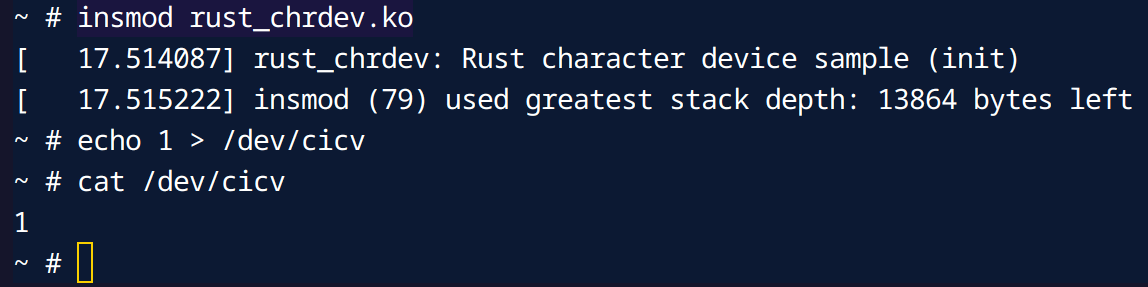 ~ # insmod rust_chrdev.ko
[   17.514087] rust_chrdev: Rust character device sample (init)
[   17.515222] insmod (79) used greatest stack depth: 13864 bytes left
~ # echo 1 > /dev/cicv
~ # cat /dev/cicv
1
~ #